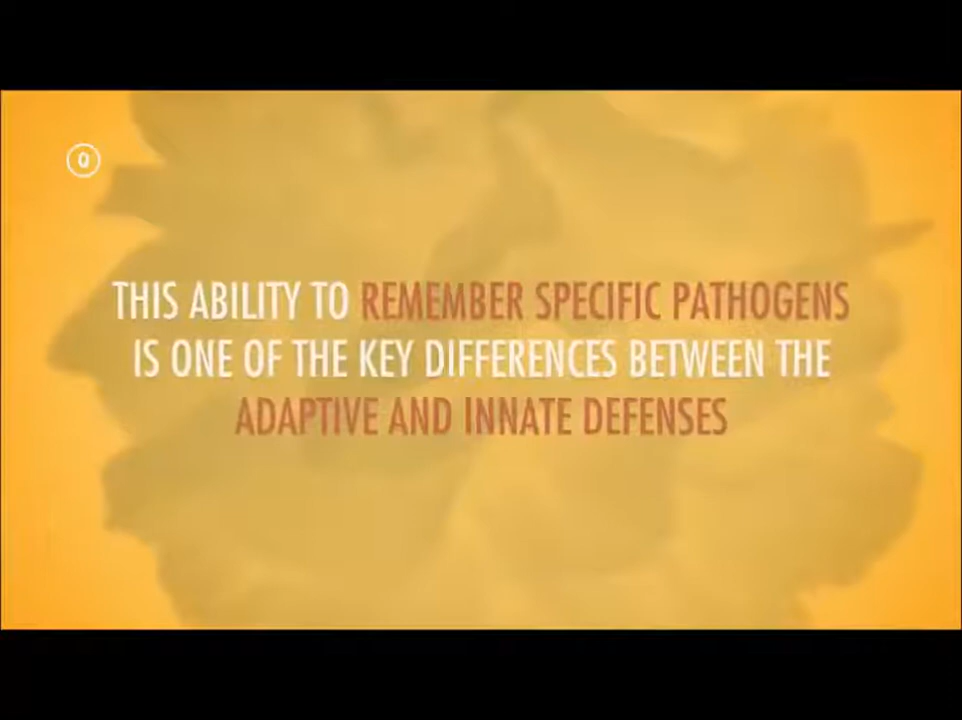 Q
THIS ABILITY TO REMEMBER SPECIFIC PATHOGENS
IS ONE OF THE KEY DIFFERENCES BETWEEN THE
ADAPTIVE AND INNATE DEFENSES